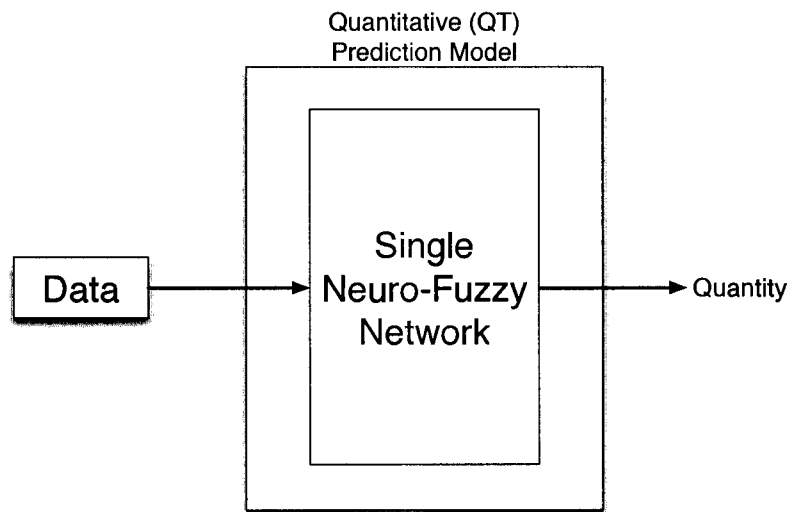 Quantitative (QT)
Prediction Model
Data
Single
Neuro-Fuzzy
Network
Quantity